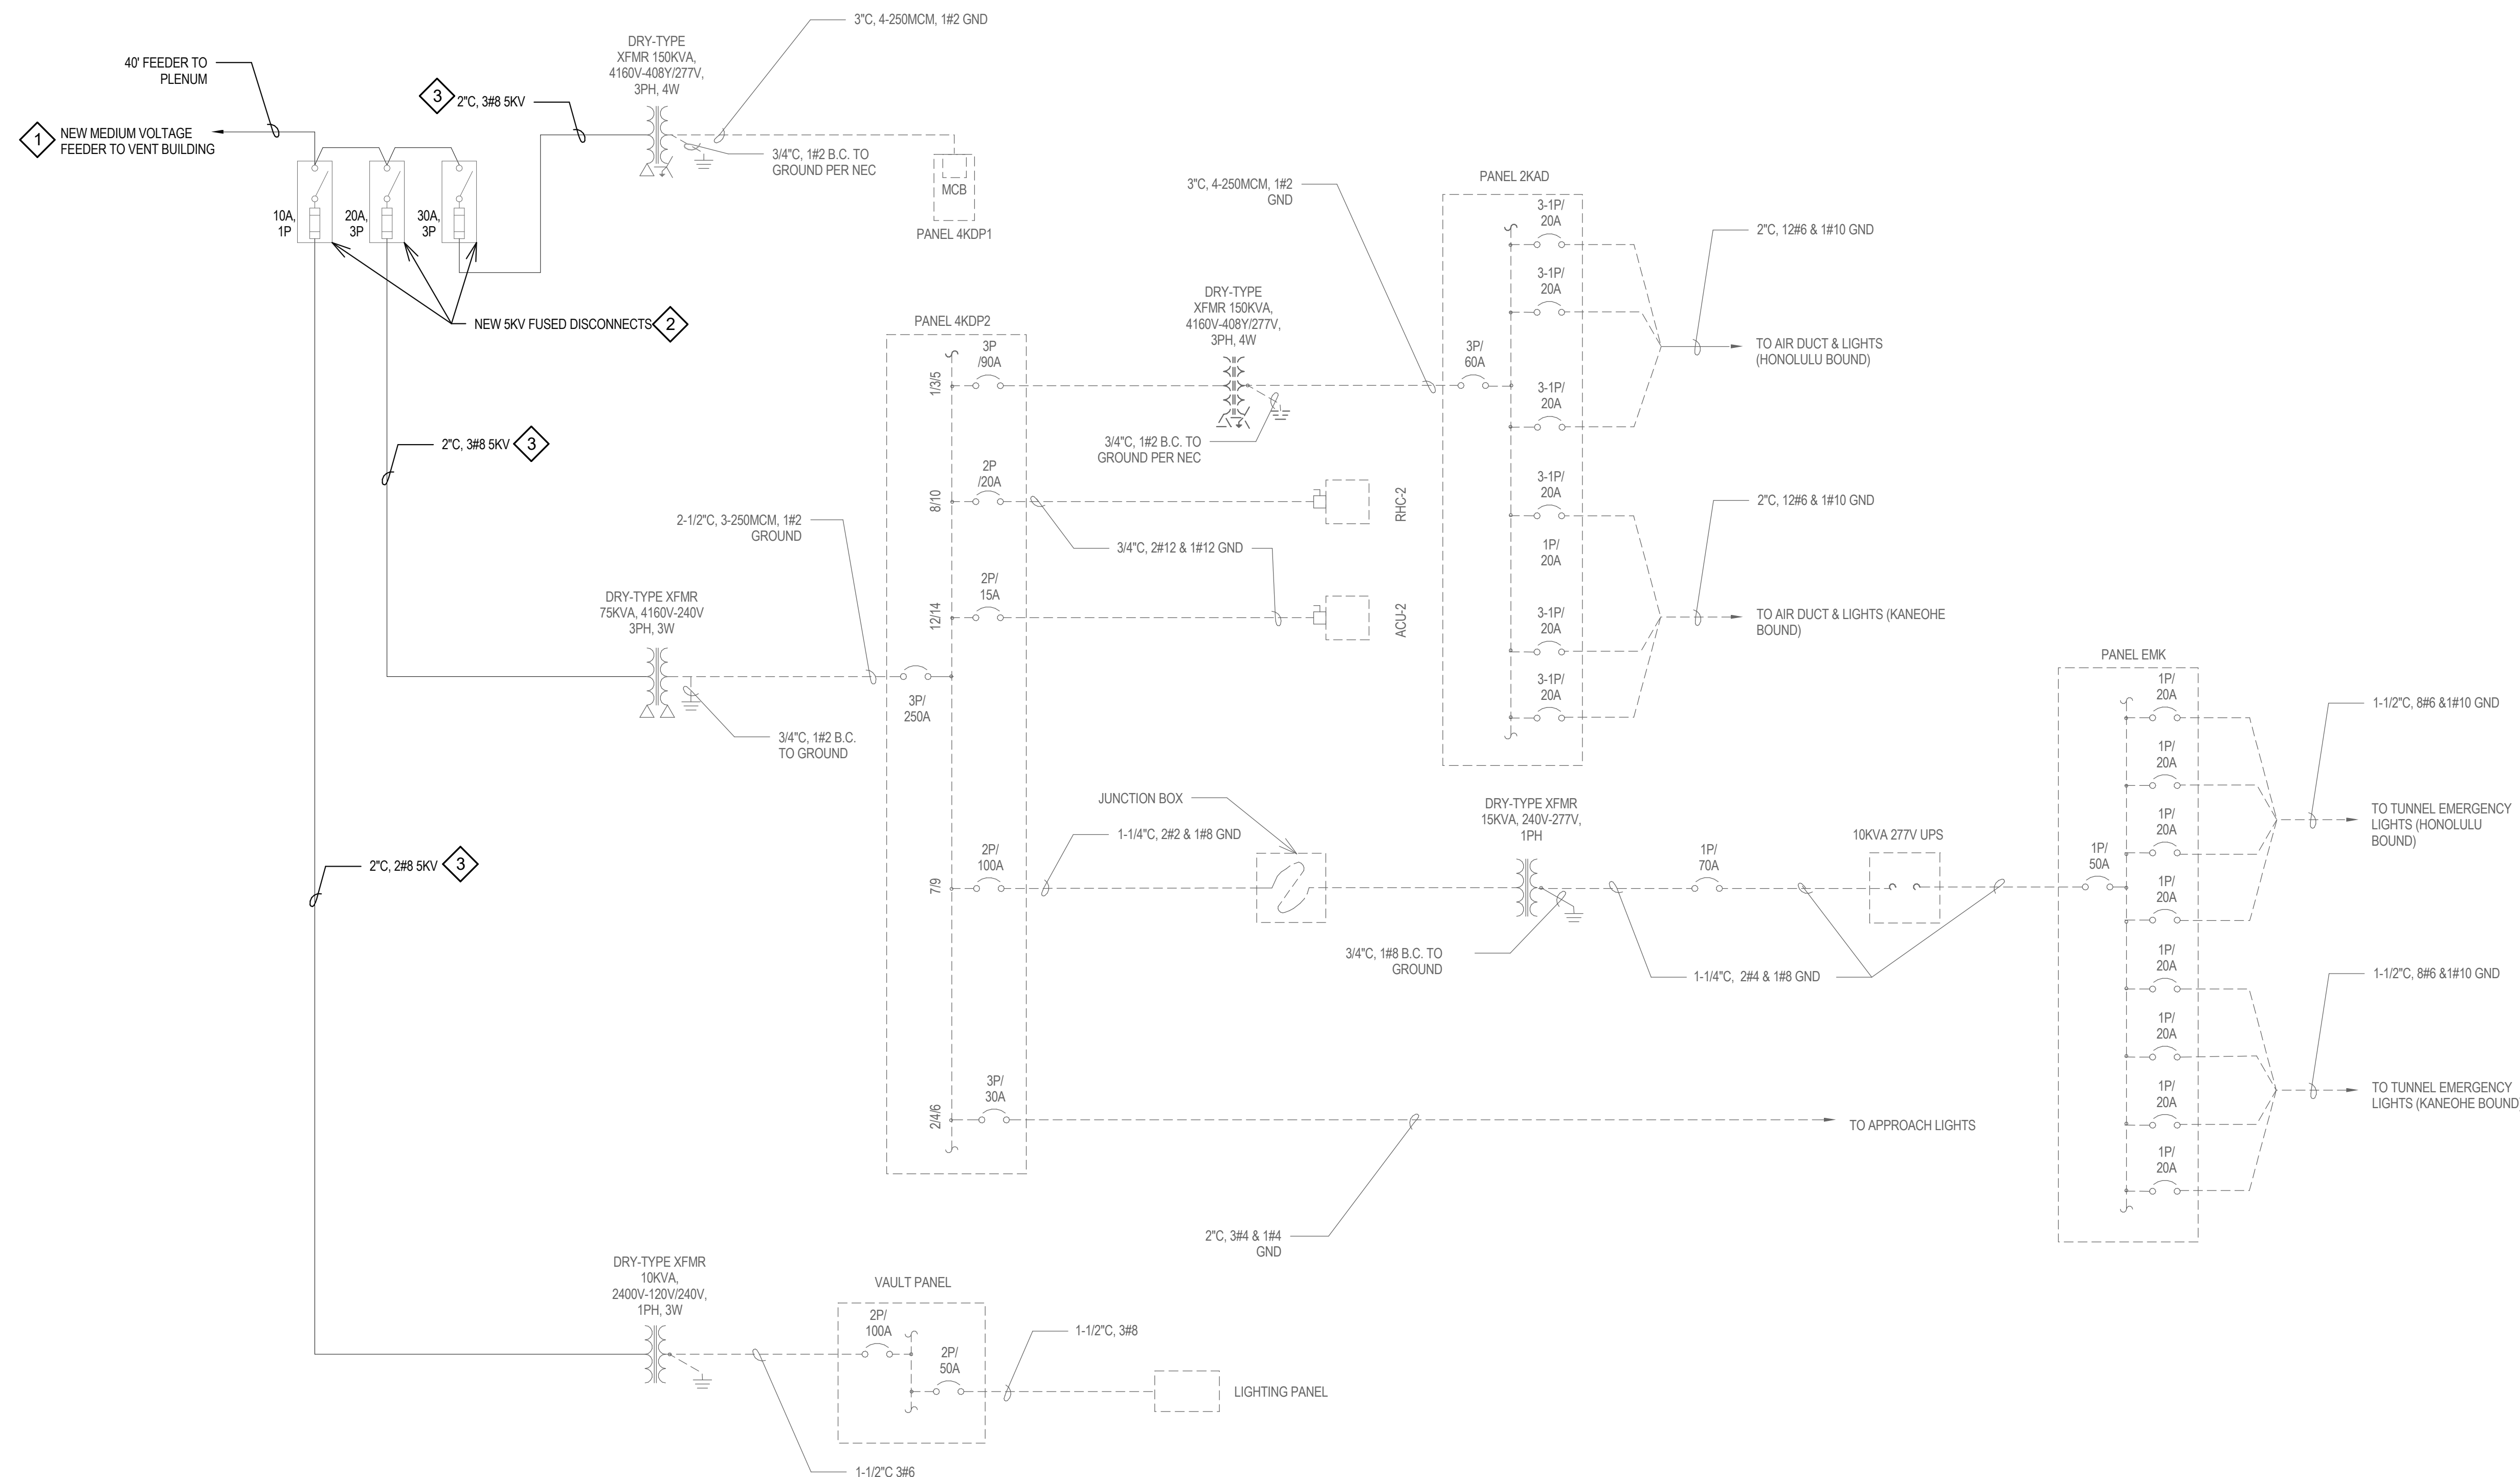 3"C, 4-250MCM, 1#2 GND
DRY-TYPE
XFMR 150KVA,
4160V-408Y/277V,
3PH, 4W
40' FEEDER TO
PLENUM
3
2"C, 3#8 5KV
1
NEW MEDIUM VOLTAGE
FEEDER TO VENT BUILDING
3/4"C, 1#2 B.C. TO
GROUND PER NEC
MCB
PANEL 4KDP1
10A,
1P
20A,
3P
30A,
3P
NEW 5KV FUSED DISCONNECTS
2
3"C, 4-250MCM, 1#2
GND
PANEL 2KAD
3-1P/
20A
3-1P/
20A
3-1P/
20A
3-1P/
20A
1P/
20A
3-1P/
20A
3-1P/
20A
3P/
60A
2"C, 12#6 & 1#10 GND
TO AIR DUCT & LIGHTS
(HONOLULU BOUND)
2"C, 12#6 & 1#10 GND
TO AIR DUCT & LIGHTS (KANEOHE
BOUND)
DRY-TYPE
XFMR 150KVA,
4160V-408Y/277V,
3PH, 4W
3/4"C, 1#2 B.C. TO
GROUND PER NEC
PANEL 4KDP2
3P
/90A
1/3/5
2P
/20A
8/10
2P/
15A
12/14
3P/
250A
2P/
100A
7/9
3P/
30A
2/4/6
RHC-2
3/4"C, 2#12 & 1#12 GND
ACU-2
2"C, 3#8 5KV
3
2-1/2"C, 3-250MCM, 1#2
GROUND
DRY-TYPE XFMR
75KVA, 4160V-240V
3PH, 3W
3/4"C, 1#2 B.C.
TO GROUND
JUNCTION BOX
1-1/4"C, 2#2 & 1#8 GND
DRY-TYPE XFMR
15KVA, 240V-277V,
1PH
3/4"C, 1#8 B.C. TO
GROUND
1P/
70A
1-1/4"C, 2#4 & 1#8 GND
10KVA 277V UPS
PANEL EMK
1P/
50A
1P/
20A
1P/
20A
1P/
20A
1P/
20A
1P/
20A
1P/
20A
1P/
20A
1P/
20A
1-1/2"C, 8#6 &1#10 GND
TO TUNNEL EMERGENCY
LIGHTS (HONOLULU
BOUND)
1-1/2"C, 8#6 &1#10 GND
TO TUNNEL EMERGENCY
LIGHTS (KANEOHE BOUND)
TO APPROACH LIGHTS
2"C, 3#4 & 1#4
GND
2"C, 2#8 5KV
3
DRY-TYPE XFMR
10KVA,
2400V-120V/240V,
1PH, 3W
VAULT PANEL
2P/
100A
2P/
50A
1-1/2"C, 3#8
LIGHTING PANEL
1-1/2"C 3#6